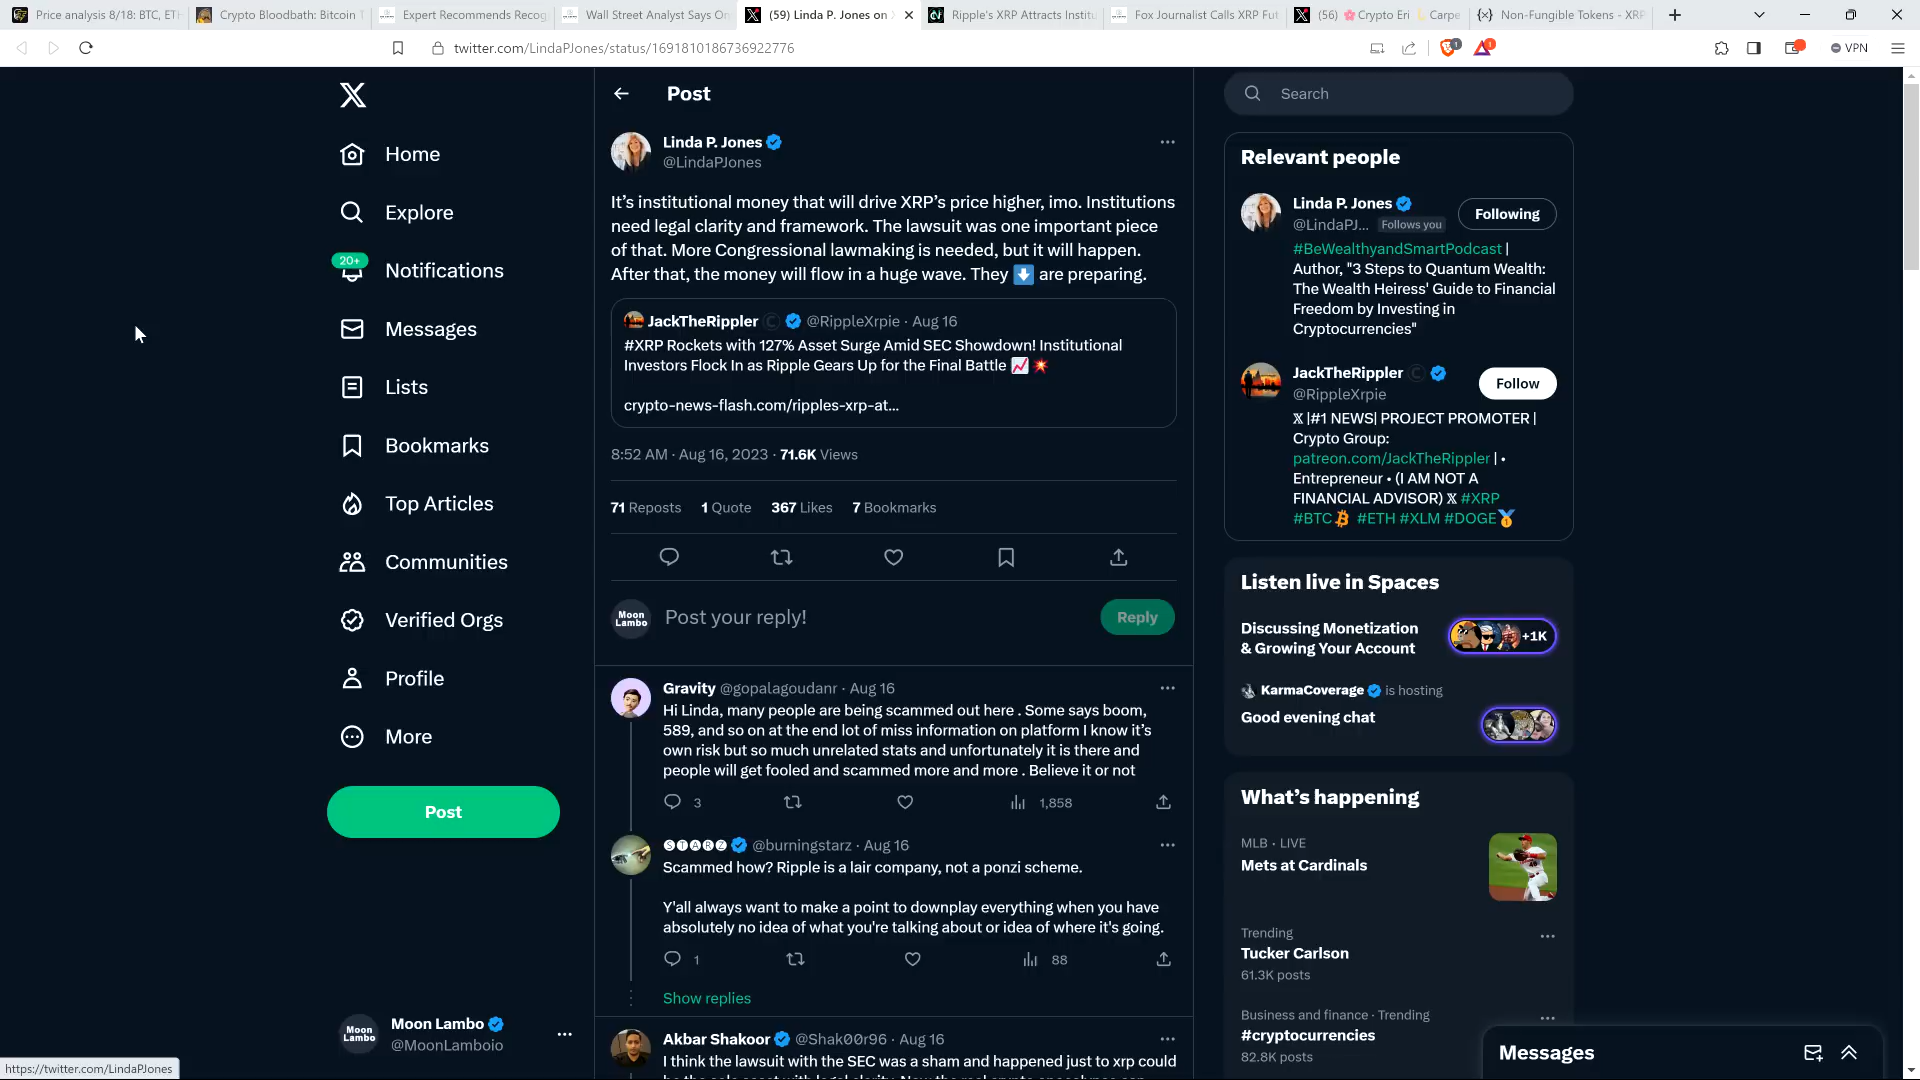 Price analysis 8/18: BTC, ETH
Crypto Bloodbath: Bitcoin T
Expert Recommends Recog
Wall Street Analyst Says On
(59) Linda P. Jones on
Ripple's XRP Attracts Institu
Fox Journalist Calls XRP Fut
(56) 🌸Crypto Eri 🌜Carpe
Non-Fungible Tokens - XRP
twitter.com/LindaPJones/status/1691810186736922776
1
1
VPN
Home
Explore
20+
Notifications
Messages
Lists
Bookmarks
Top Articles
Communities
Verified Orgs
Profile
More
Post
Moon Lambo
Moon Lambo
@MoonLamboio
https://twitter.com/LindaPJones
Post
Linda P. Jones
@LindaPJones
It’s institutional money that will drive XRP’s price higher, imo. Institutions
need legal clarity and framework. The lawsuit was one important piece
of that. More Congressional lawmaking is needed, but it will happen.
After that, the money will flow in a huge wave. They ⬇️ are preparing.
JackTheRippler ©️ @RippleXrpie · Aug 16
#XRP Rockets with 127% Asset Surge Amid SEC Showdown! Institutional
Investors Flock In as Ripple Gears Up for the Final Battle 📈 💥
crypto-news-flash.com/ripples-xrp-at…
8:52 AM · Aug 16, 2023 · 71.6K Views
71 Reposts 1 Quote 367 Likes 7 Bookmarks
Moon Lambo
Post your reply!
Reply
Gravity @gopalagoudanr · Aug 16
Hi Linda, many people are being scammed out here . Some says boom,
589, and so on at the end lot of miss information on platform I know it’s
own risk but so much unrelated stats and unfortunately it is there and
people will get fooled and scammed more and more . Believe it or not
3 1,858
🅢🅣🅐🅡🅩 @burningstarz · Aug 16
Scammed how? Ripple is a lair company, not a ponzi scheme.
Y'all always want to make a point to downplay everything when you have
absolutely no idea of what you're talking about or idea of where it's going.
1 88
Show replies
Akbar Shakoor @Shak00r96 · Aug 16
I think the lawsuit with the SEC was a sham and happened just to xrp could
Search
Relevant people
Linda P. Jones
@LindaPJ... Follows you
Following
#BeWealthyandSmartPodcast |
Author, "3 Steps to Quantum Wealth:
The Wealth Heiress' Guide to Financial
Freedom by Investing in
Cryptocurrencies"
JackTheRippler ©️
@RippleXrpie
Follow
𝕏 |#1 NEWS| PROJECT PROMOTER |
Crypto Group:
patreon.com/JackTheRippler | •
Entrepreneur • (I AM NOT A
FINANCIAL ADVISOR) 𝕏 #XRP
#BTC #ETH #XLM #DOGE🏅
Listen live in Spaces
Discussing Monetization
& Growing Your Account
+1K
KarmaCoverage is hosting
Good evening chat
What’s happening
MLB · LIVE
Mets at Cardinals
Trending
Tucker Carlson
61.3K posts
Business and finance · Trending
#cryptocurrencies
82.8K posts
Messages